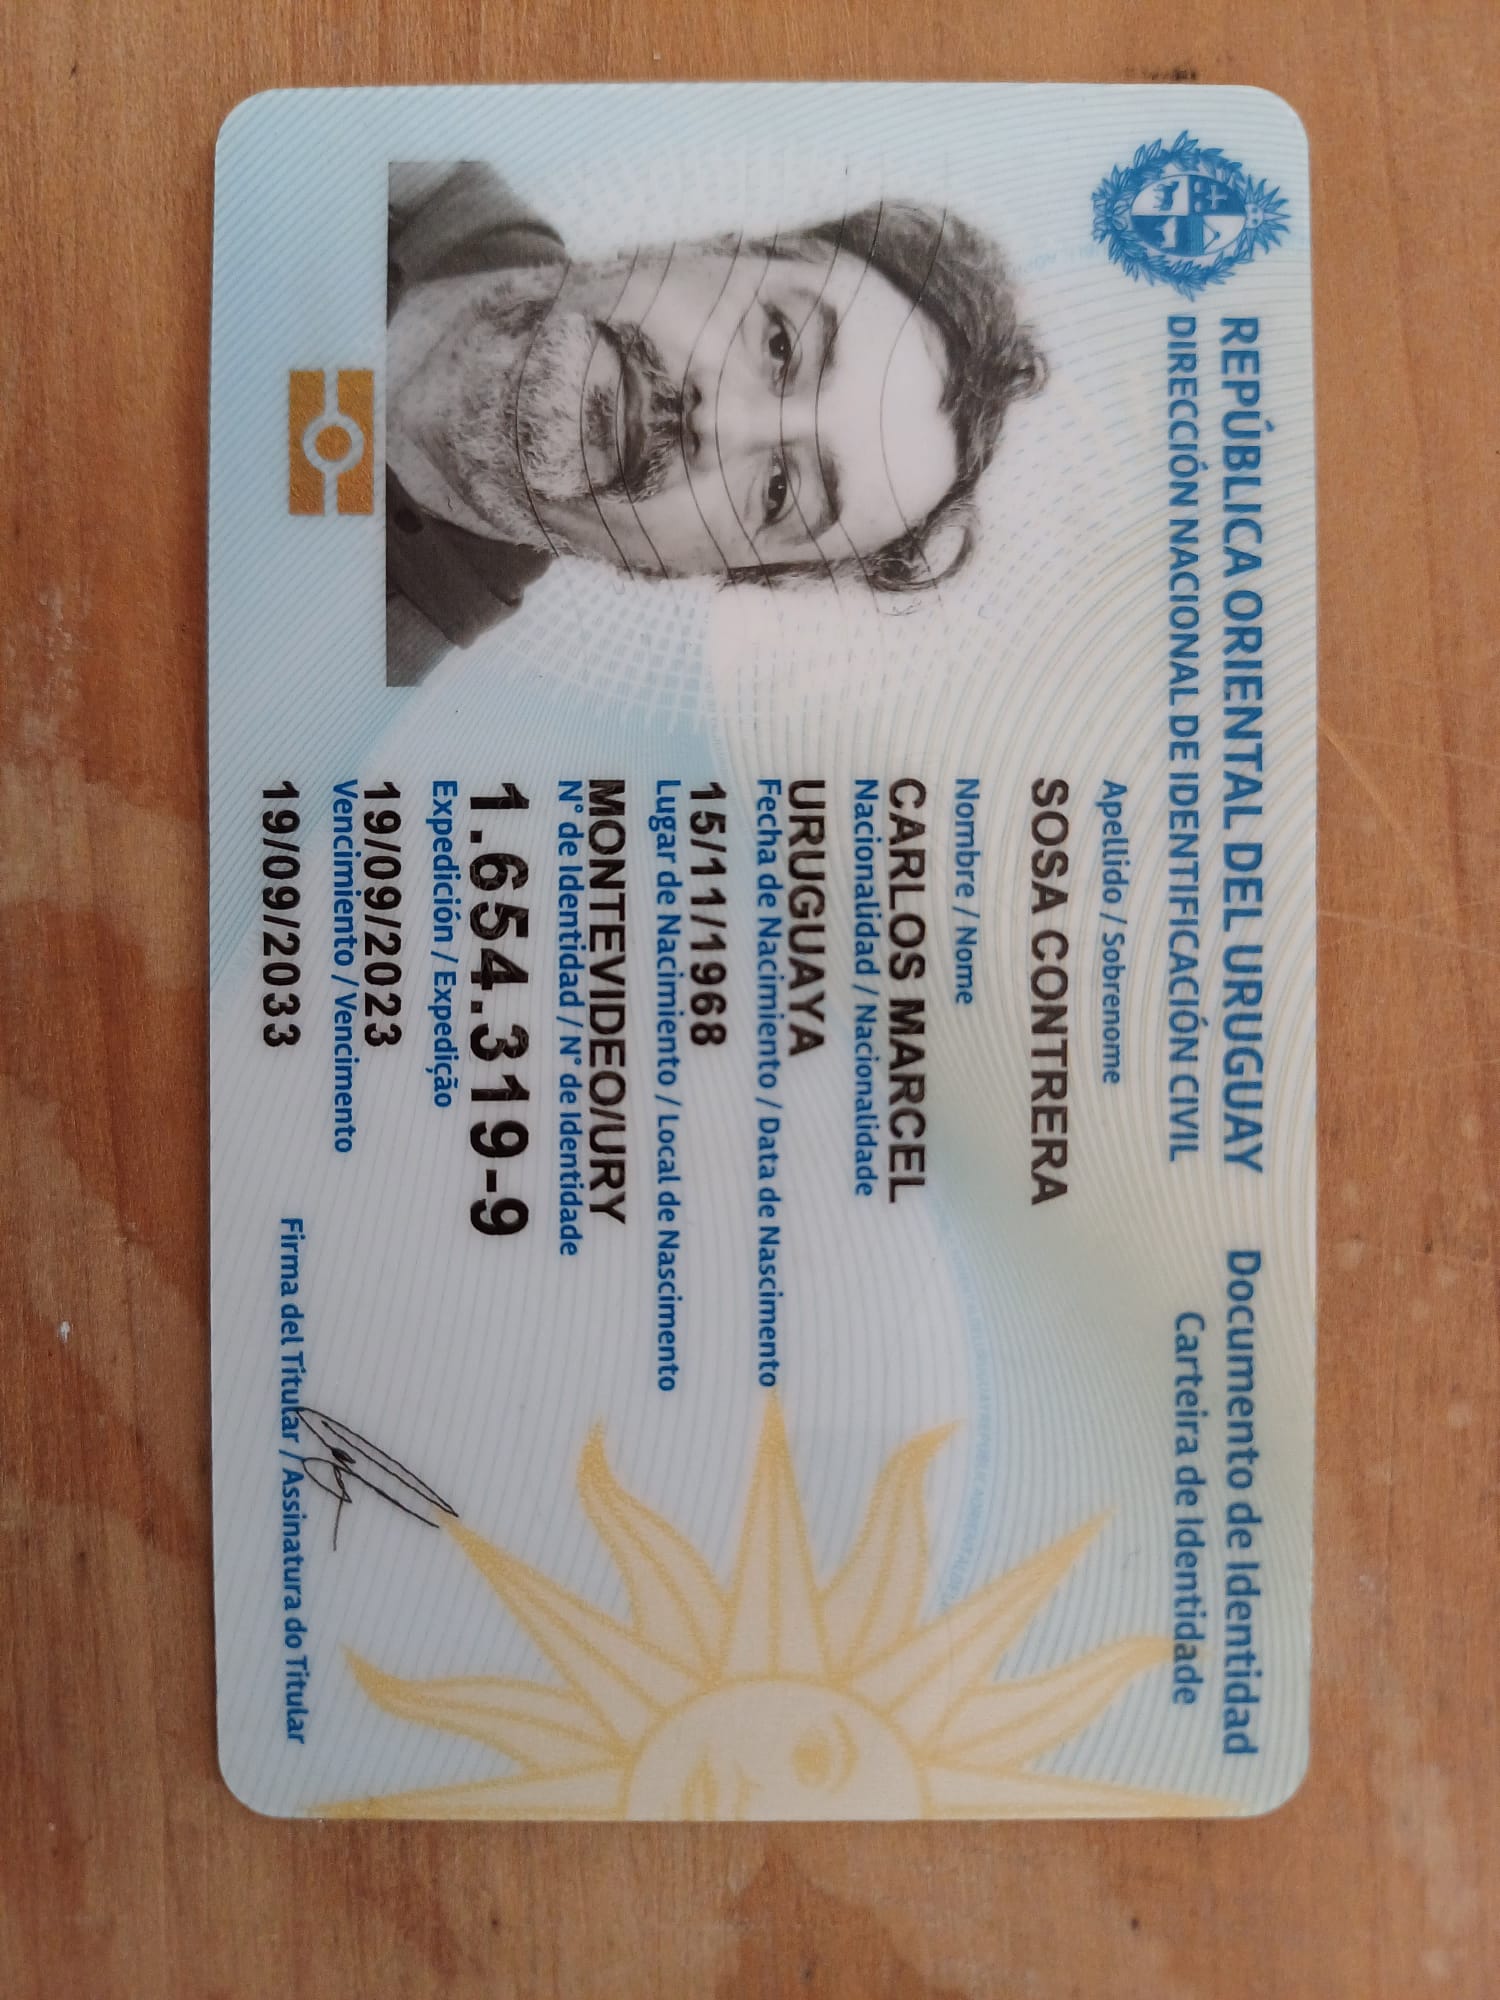 REPÚBLICA ORIENTAL DEL URUGUAY
DIRECCIÓN NACIONAL DE IDENTIFICACIÓN CIVIL
Documento de Identidad
Carteira de Identidade
Apellido / Sobrenome
SOSA CONTRERA
Nombre / Nome
CARLOS MARCEL
Nacionalidad / Nacionalidade
URUGUAYA
Fecha de Nacimiento / Data de Nascimento
15/11/1968
Lugar de Nacimiento / Local de Nascimento
MONTEVIDEO/URY
N° de Identidad / N° de Identidade
1.654.319-9
Expedición / Expedição
19/09/2023
Vencimiento / Vencimento
19/09/2033
Firma del Titular / Assinatura do Titular